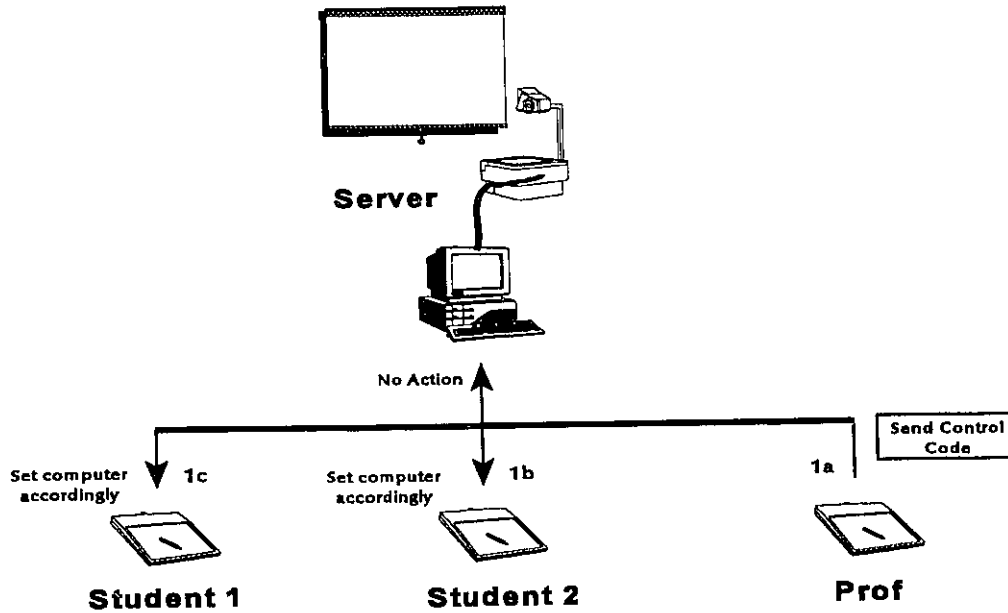 Server
No Action
Send Control
Code
Set computer
accordingly
1c
Set computer
accordingly
1b
1a
Student 1
Student 2
Prof